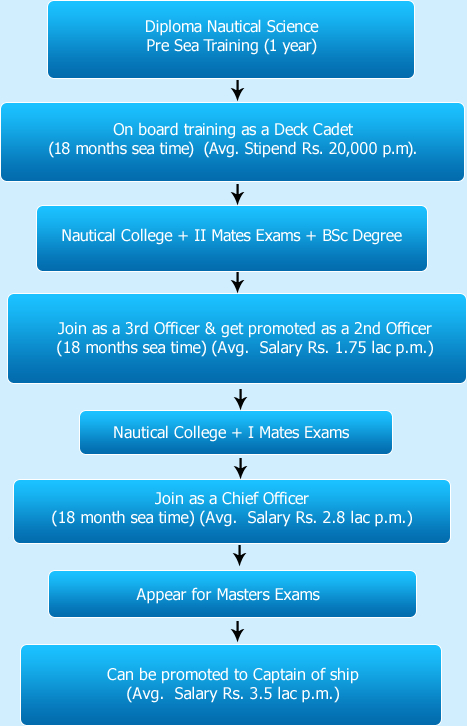 Diploma Nautical Science
Pre Sea Training (1 year)
On board training as a Deck Cadet
(18 months sea time) (Avg. Stipend Rs. 20,000 p.m).
Nautical College + II Mates Exams + BSc Degree
Join as a 3rd Officer & get promoted as a 2nd Officer
(18 months sea time) (Avg. Salary Rs. 1.75 lac p.m.)
Nautical College + I Mates Exams
Join as a Chief Officer
(18 month sea time) (Avg. Salary Rs. 2.8 lac p.m.)
Appear for Masters Exams
Can be promoted to Captain of ship
(Avg. Salary Rs. 3.5 lac p.m.)